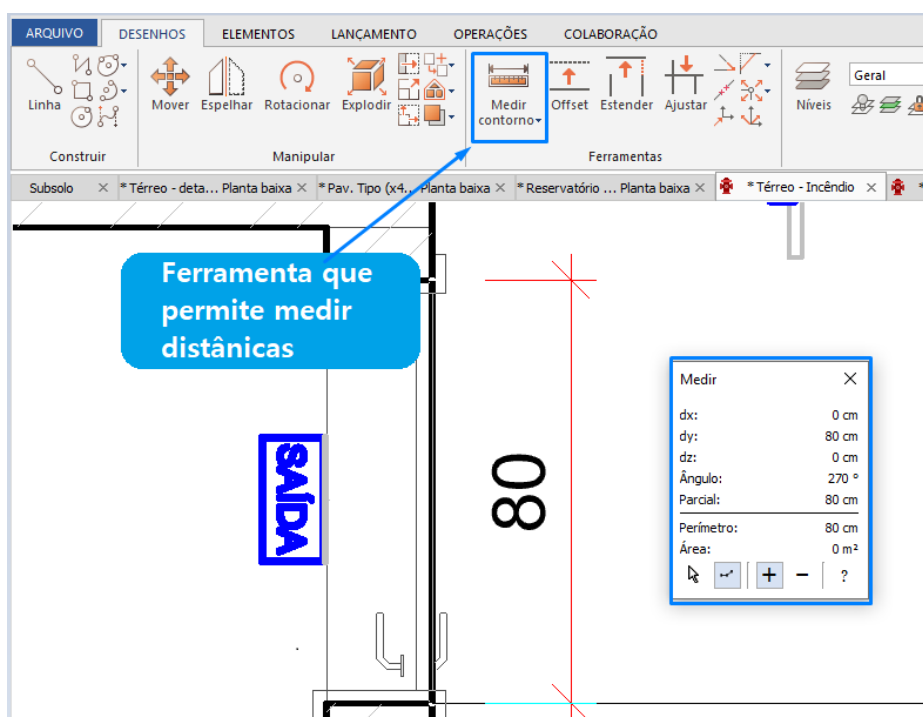 ARQUIVO DESENHOS ELEMENTOS LANÇAMENTO OPERAÇÕES COLABORAÇÃO
Linha Mover Espelhar Rotacionar Explodir Medir contorno Offset Estender Ajustar Níveis Geral
Construir Manipular Ferramentas
Subsolo * Térreo - deta... Planta baixa * Pav. Tipo (x4... Planta baixa * Reservatório ... Planta baixa * Térreo - Incêndio *
Ferramenta que
permite medir
distânicas
SAÍDA
80
Medir
dx: 0 cm
dy: 80 cm
dz: 0 cm
Ângulo: 270 °
Parcial: 80 cm
Perímetro: 80 cm
Área: 0 m²
?